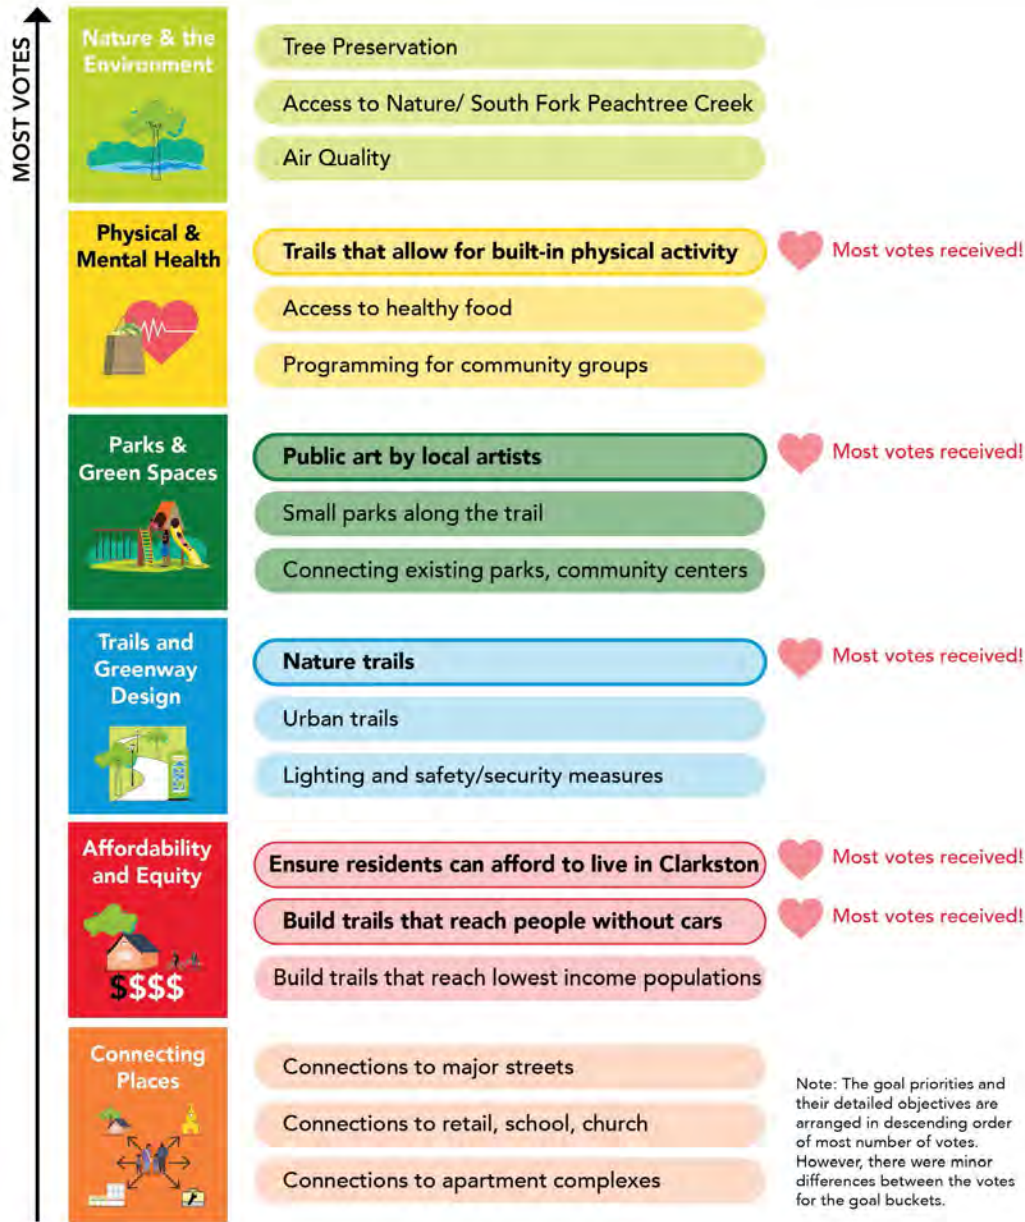 MOST VOTES
Nature & the
Environment
Tree Preservation
Access to Nature/ South Fork Peachtree Creek
Air Quality
Physical &
Mental Health
Trails that allow for built-in physical activity
Most votes received!
Access to healthy food
Programming for community groups
Parks &
Green Spaces
Public art by local artists
Most votes received!
Small parks along the trail
Connecting existing parks, community centers
Trails and
Greenway
Design
Nature trails
Most votes received!
Urban trails
Lighting and safety/security measures
Affordability
and Equity
$$$$
Ensure residents can afford to live in Clarkston
Most votes received!
Build trails that reach people without cars
Most votes received!
Build trails that reach lowest income populations
Connecting
Places
Connections to major streets
Connections to retail, school, church
Connections to apartment complexes
Note: The goal priorities and
their detailed objectives are
arranged in descending order
of most number of votes.
However, there were minor
differences between the votes
for the goal buckets.